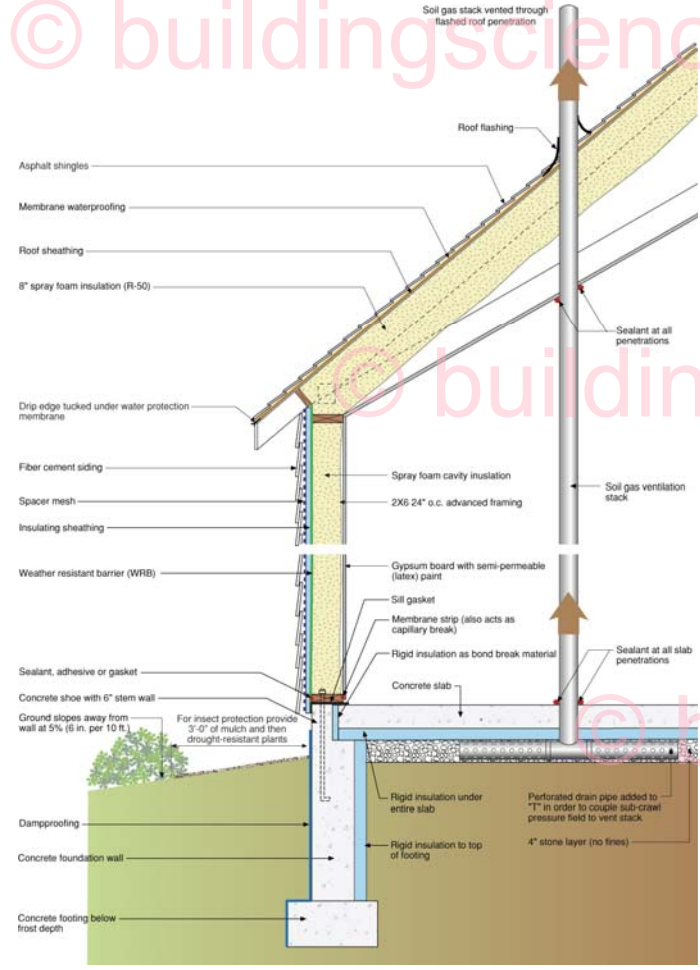 © buildingscienc
Soil gas stack vented through
flashed roof penetration
Roof flashing
Asphalt shingles
Membrane waterproofing
Roof sheathing
8" spray foam insulation (R-50)
Sealant at all
penetrations
© buildin
Drip edge tucked under water protection
membrane
Fiber cement siding
Spray foam cavity inuslation
Soil gas ventilation
stack
Spacer mesh
2X6 24" o.c. advanced framing
Insulating sheathing
Weather resistant barrier (WRB)
Gypsum board with semi-permeable
(latex) paint
Sill gasket
Membrane strip (also acts as
capillary break)
Rigid insulation as bond break material
Sealant at all slab
penetrations
Sealant, adhesive or gasket
Concrete slab
Concrete shoe with 6" stem wall
Ground slopes away from
wall at 5% (6 in. per 10 ft.)
For insect protection provide
3'-0" of mulch and then
drought-resistant plants
© b
Rigid insulation under
entire slab
Perforated drain pipe added to
"T" in order to couple sub-crawl
pressure field to vent stack
Dampproofing
Rigid insulation to top
of footing
4" stone layer (no fines)
Concrete foundation wall
Concrete footing below
frost depth